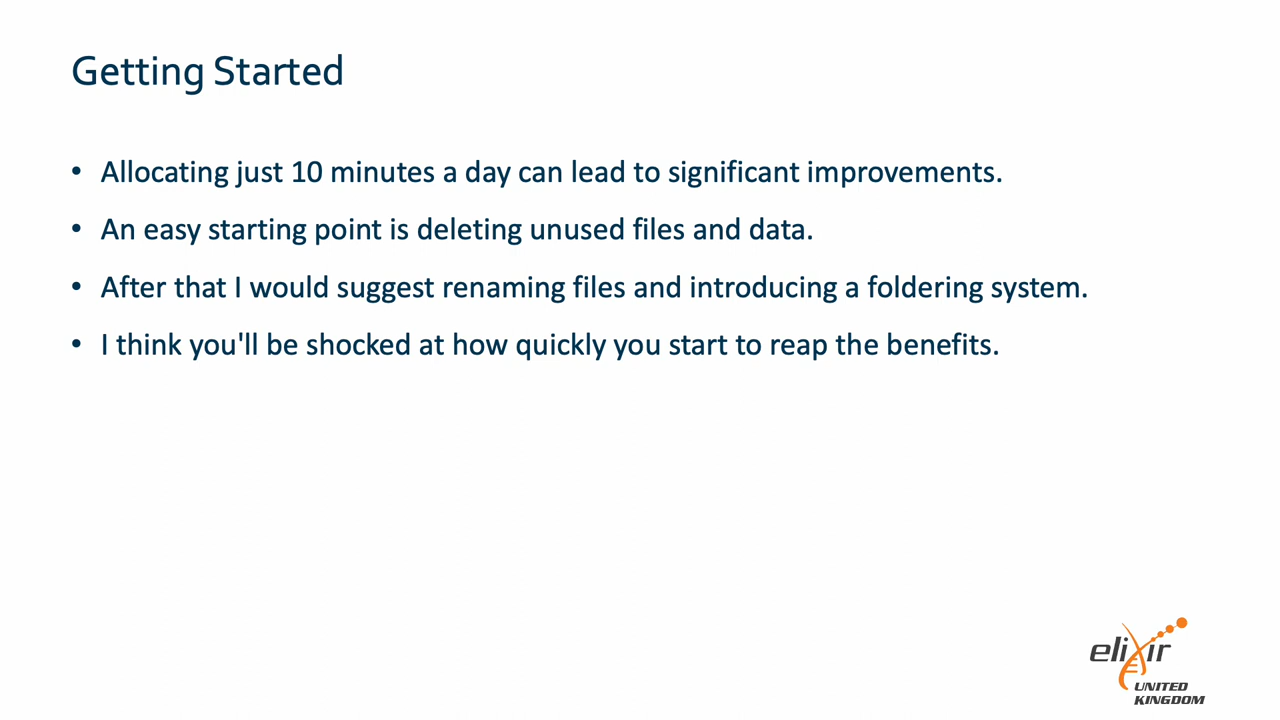 Getting Started
• Allocating just 10 minutes a day can lead to significant improvements.
• An easy starting point is deleting unused files and data.
• After that I would suggest renaming files and introducing a foldering system.
• I think you'll be shocked at how quickly you start to reap the benefits.
elixir
UNITED
KINGDOM